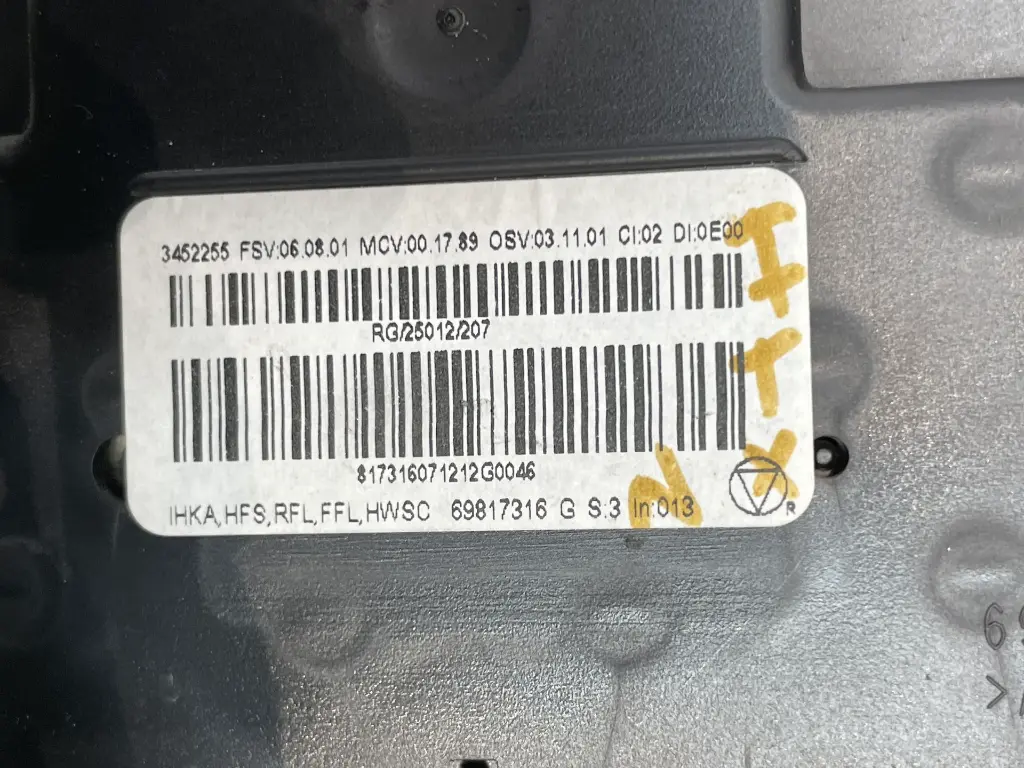 3452255 FSV:06.08.01 MCV:00.17.89 OSV:03.11.01 CI:02 DI:0E00
RG/25012/207
817316071212G0046
IHKA,HFS,RFL,FFL,HWSC 69817316 G S:3 In:013
R